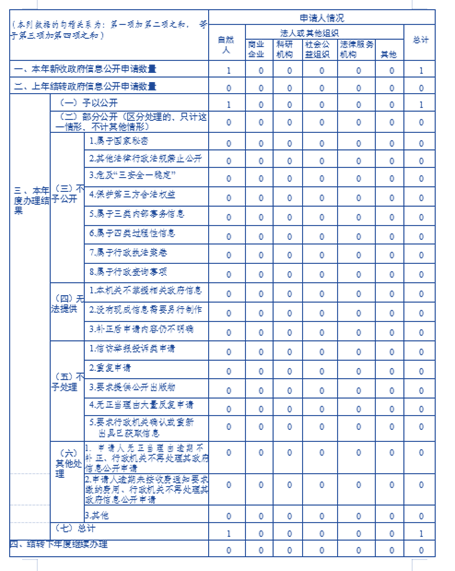 （本列数据的勾稽关系为：第一项加第二项之和， 等
于第三项加第四项之和）
申请人情况
自然
人
法人或其他组织
总计
商业
企业
科研
机构
社会公
益组织
法律服务
机构
其他
一、本年新收政府信息公开申请数量 1 0 0 0 0 0 1
二、上年结转政府信息公开申请数量 0 0 0 0 0 0 0
三、本年
度办理结
果
（一）予以公开 1 0 0 0 0 0 1
（二）部分公开（区分处理的，只计这
一情形，不计其他情形） 0 0 0 0 0 0 0
（三）不
予公开
1.属于国家秘密 0 0 0 0 0 0 0
2.其他法律行政法规禁止公开 0 0 0 0 0 0 0
3.危及“三安全一稳定” 0 0 0 0 0 0 0
4.保护第三方合法权益 0 0 0 0 0 0 0
5.属于三类内部事务信息 0 0 0 0 0 0 0
6.属于四类过程性信息 0 0 0 0 0 0 0
7.属于行政执法案卷 0 0 0 0 0 0 0
8.属于行政查询事项 0 0 0 0 0 0 0
（四）无
法提供
1.本机关不掌握相关政府信息 0 0 0 0 0 0 0
2.没有现成信息需要另行制作 0 0 0 0 0 0 0
3.补正后申请内容仍不明确 0 0 0 0 0 0 0
（五）不
予处理
1.信访举报投诉类申请 0 0 0 0 0 0 0
2.重复申请 0 0 0 0 0 0 0
3.要求提供公开出版物 0 0 0 0 0 0 0
4.无正当理由大量反复申请 0 0 0 0 0 0 0
5.要求行政机关确认或重新
出具已获取信息 0 0 0 0 0 0 0
（六）
其他处
理
1. 申请人无正当理由逾期不
补正、行政机关不再处理其政府
信息公开申请 0 0 0 0 0 0 0
2.申请人逾期未按收费通知要求
缴纳费用、行政机关不再处理其
政府信息公开申请 0 0 0 0 0 0 0
3.其他 0 0 0 0 0 0 0
（七）总计 1 0 0 0 0 0 1
四、结转下年度继续办理 0 0 0 0 0 0 0